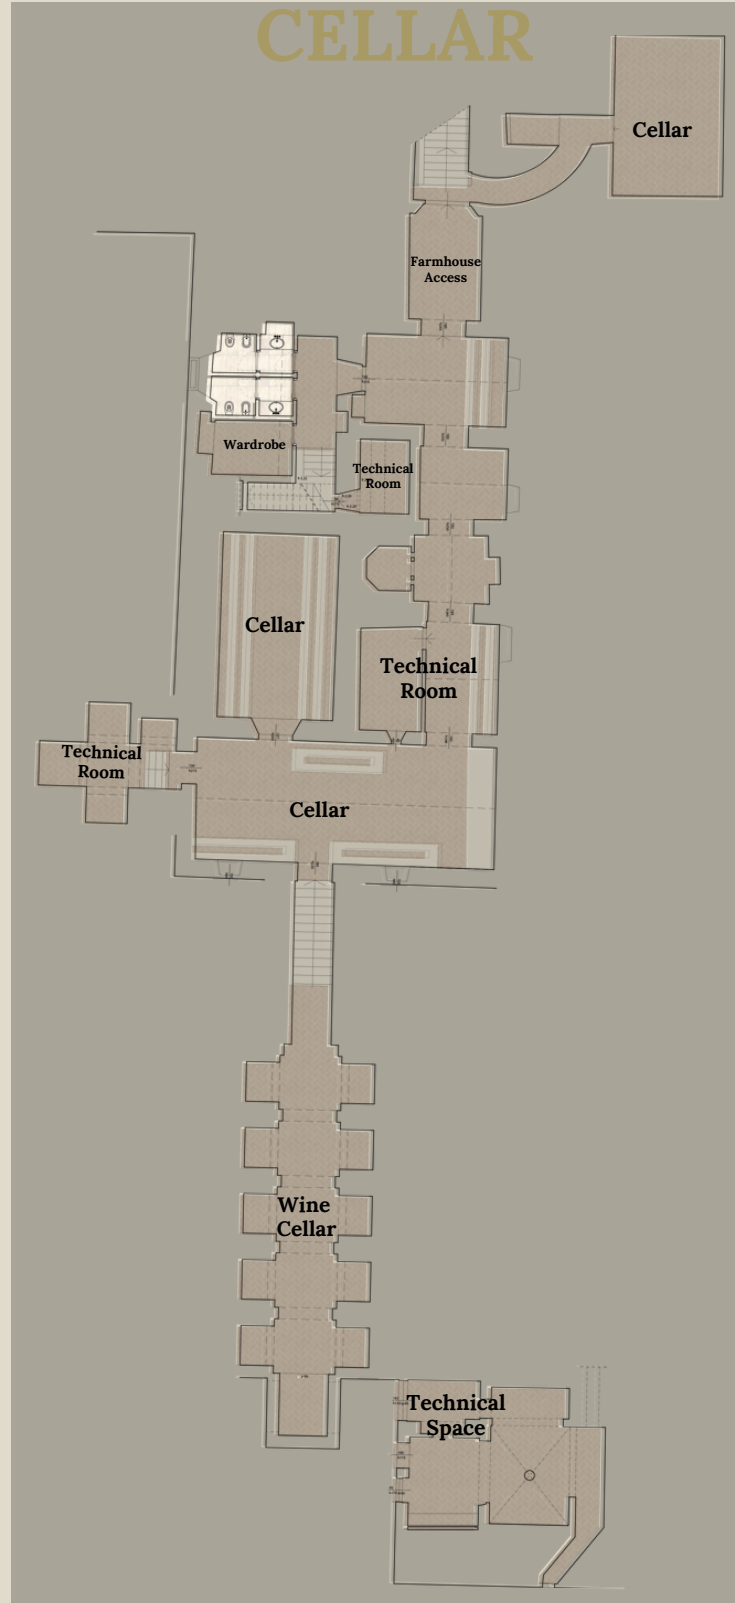 CELLAR
Cellar
Farmhouse
Access
Wardrobe
Technical
Room
Cellar
Technical
Room
Technical
Room
Cellar
Wine
Cellar
Technical
Space